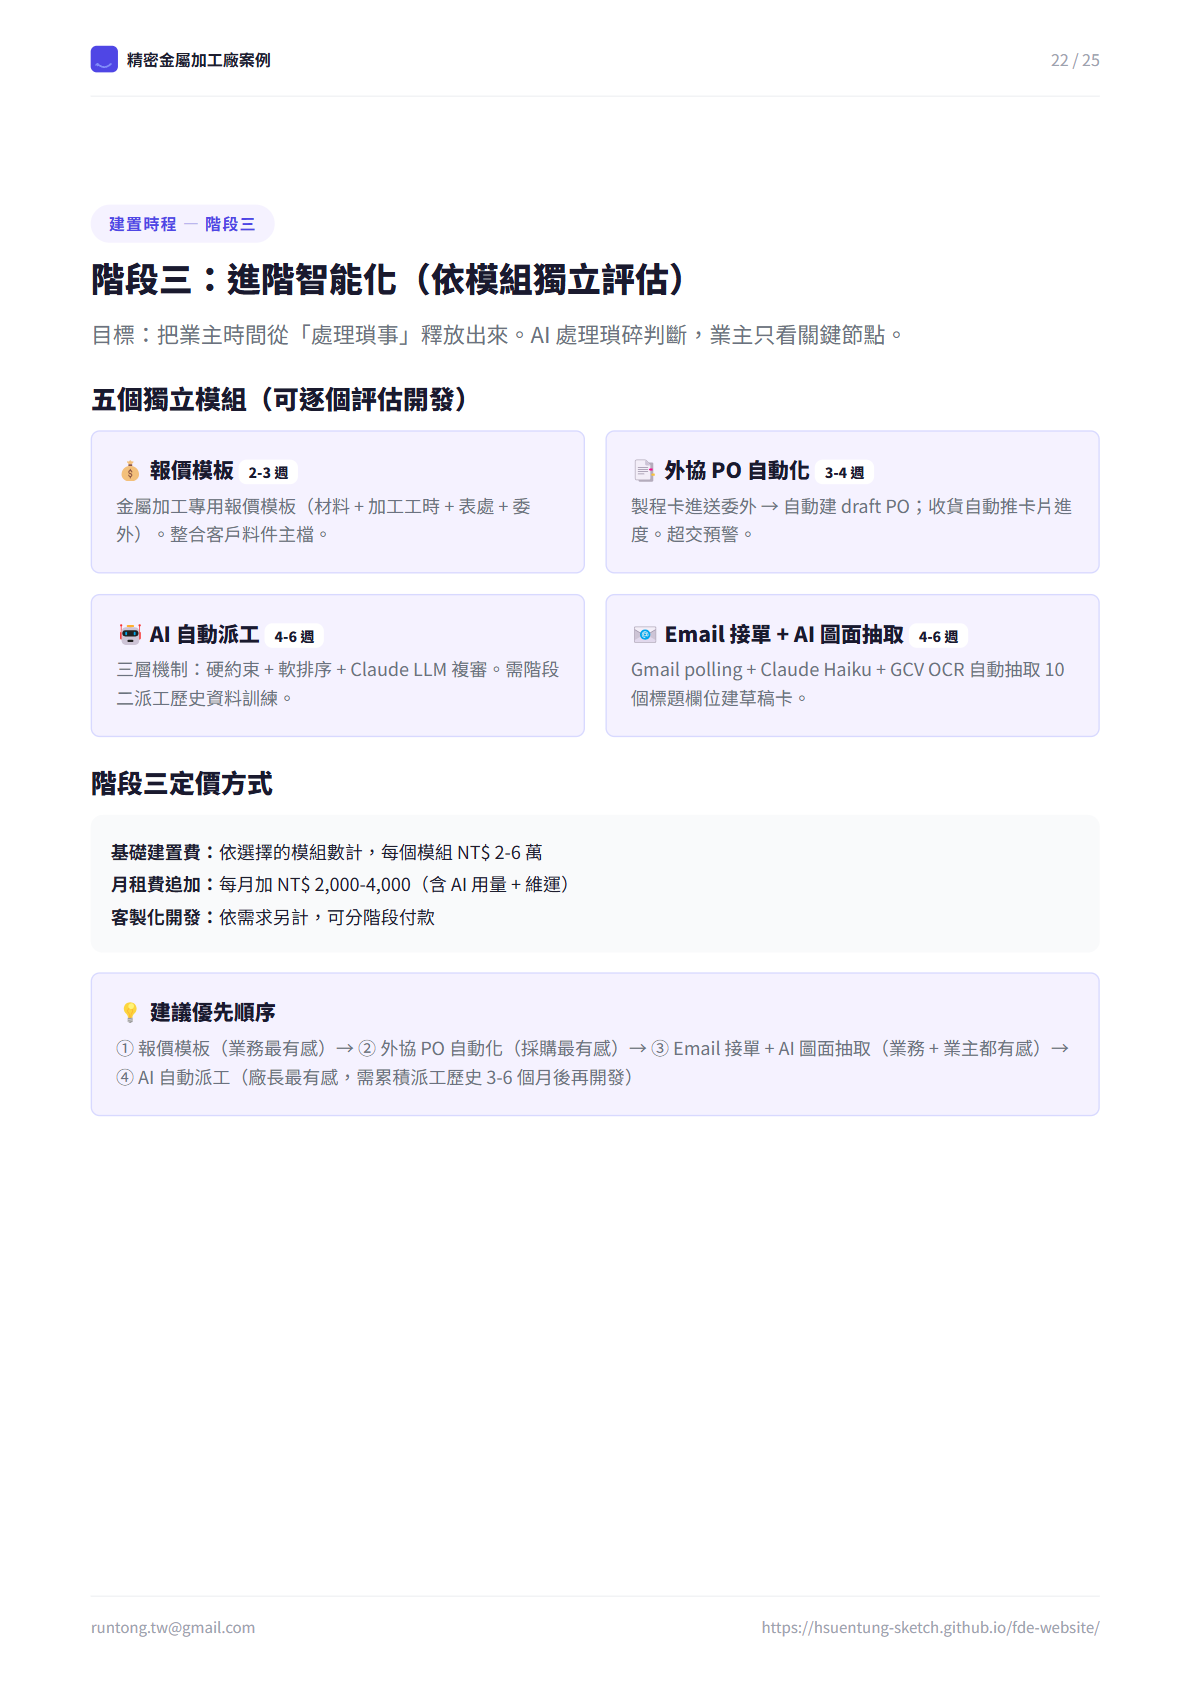 精密金屬加工廠案例
22 / 25
建置時程 — 階段三
階段三：進階智能化（依模組獨立評估）
目標：把業主時間從「處理瑣事」釋放出來。AI 處理瑣碎判斷，業主只看關鍵節點。
五個獨立模組（可逐個評估開發）
💰 報價模板 2-3 週
金屬加工專用報價模板（材料 + 加工工時 + 表處 + 委
外）。整合客戶料件主檔。
📑 外協 PO 自動化 3-4 週
製程卡進送委外 → 自動建 draft PO；收貨自動推卡片進
度。超交預警。
🤖 AI 自動派工 4-6 週
三層機制：硬約束 + 軟排序 + Claude LLM 複審。需階段
二派工歷史資料訓練。
📧 Email 接單 + AI 圖面抽取 4-6 週
Gmail polling + Claude Haiku + GCV OCR 自動抽取 10
個標題欄位建草稿卡。
階段三定價方式
基礎建置費：依選擇的模組數計，每個模組 NT$ 2-6 萬
月租費追加：每月加 NT$ 2,000-4,000（含 AI 用量 + 維運）
客製化開發：依需求另計，可分階段付款
💡 建議優先順序
① 報價模板（業務最有感）→ ② 外協 PO 自動化（採購最有感）→ ③ Email 接單 + AI 圖面抽取（業務 + 業主都有感）→
④ AI 自動派工（廠長最有感，需累積派工歷史 3-6 個月後再開發）
runtong.tw@gmail.com
https://hsuentung-sketch.github.io/fde-website/